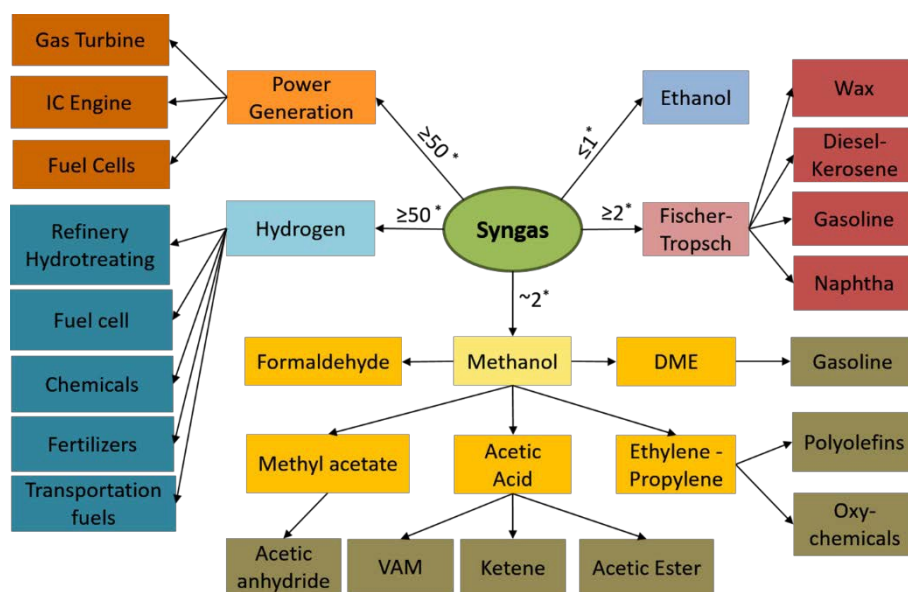 Gas Turbine
IC Engine
Fuel Cells
Power
Generation
Ethanol
Wax
Diesel-
Kerosene
Gasoline
Naphtha
≥50 *
≤1*
≥50 *
Syngas
≥2*
Fischer-
Tropsch
Hydrogen
Refinery
Hydrotreating
Fuel cell
Chemicals
Fertilizers
Transportation
fuels
~2*
Formaldehyde
Methanol
DME
Gasoline
Methyl acetate
Acetic
Acid
Ethylene -
Propylene
Polyolefins
Oxy-
chemicals
Acetic
anhydride
VAM
Ketene
Acetic Ester